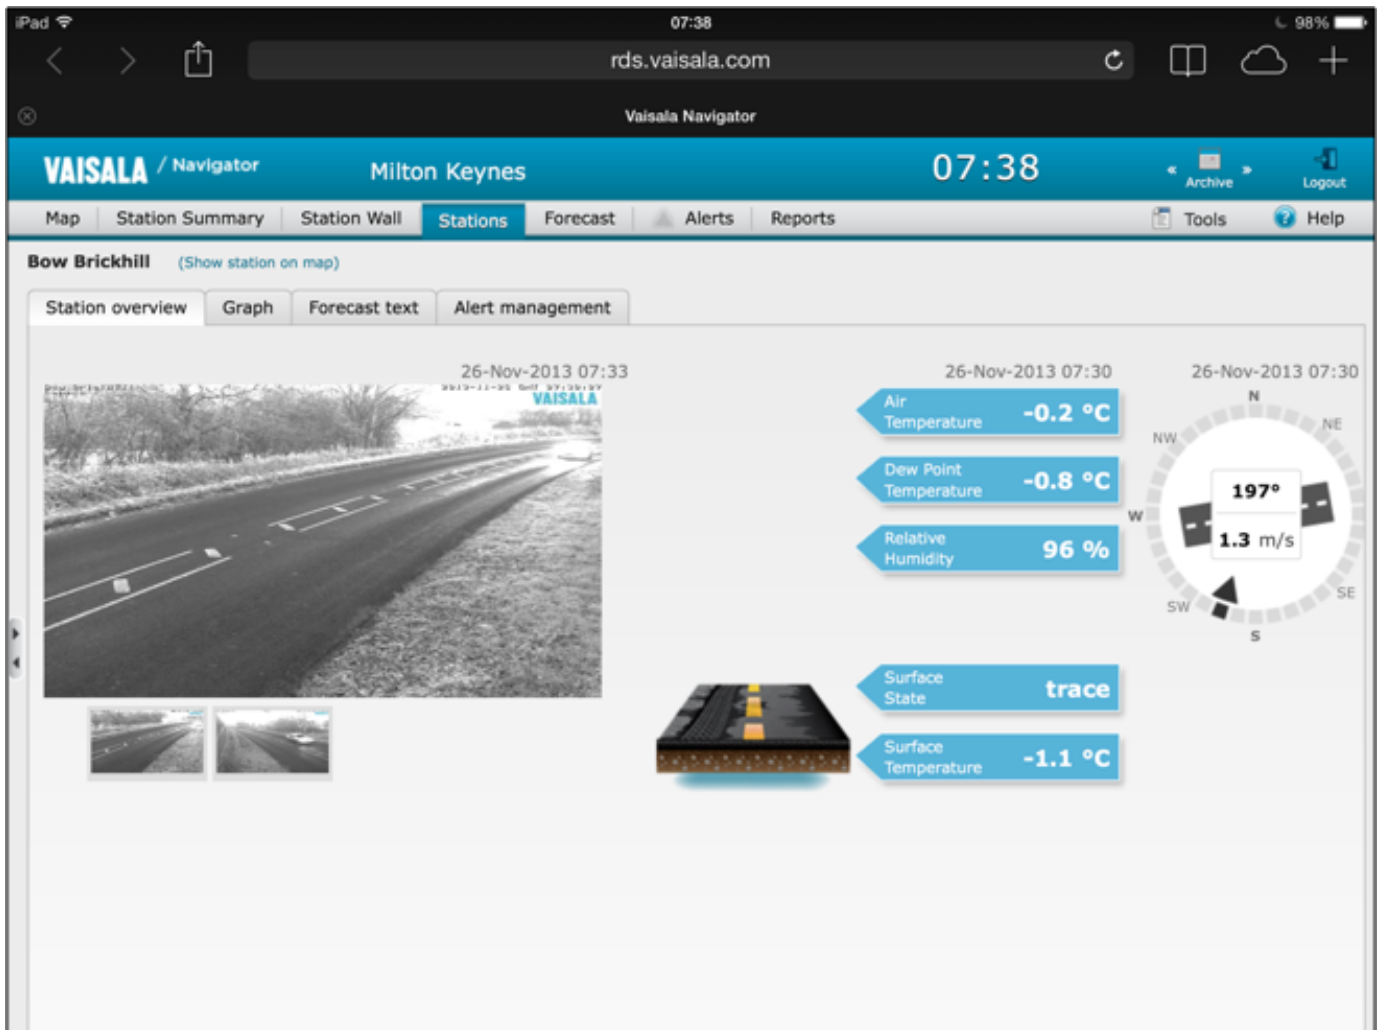 iPad 07:38 98%
rds.vaisala.com
Vaisala Navigator
VAISALA / Navigator Milton Keynes 07:38 « Archive » Logout
Map Station Summary Station Wall Stations Forecast Alerts Reports Tools ? Help
Bow Brickhill (Show station on map)
Station overview Graph Forecast text Alert management
26-Nov-2013 07:33
VAISALA
26-Nov-2013 07:30
Air
Temperature -0.2 °C
Dew Point
Temperature -0.8 °C
Relative
Humidity 96 %
Surface
State trace
Surface
Temperature -1.1 °C
26-Nov-2013 07:30
N
NW NE
197°
W
1.3 m/s
SW SE
S